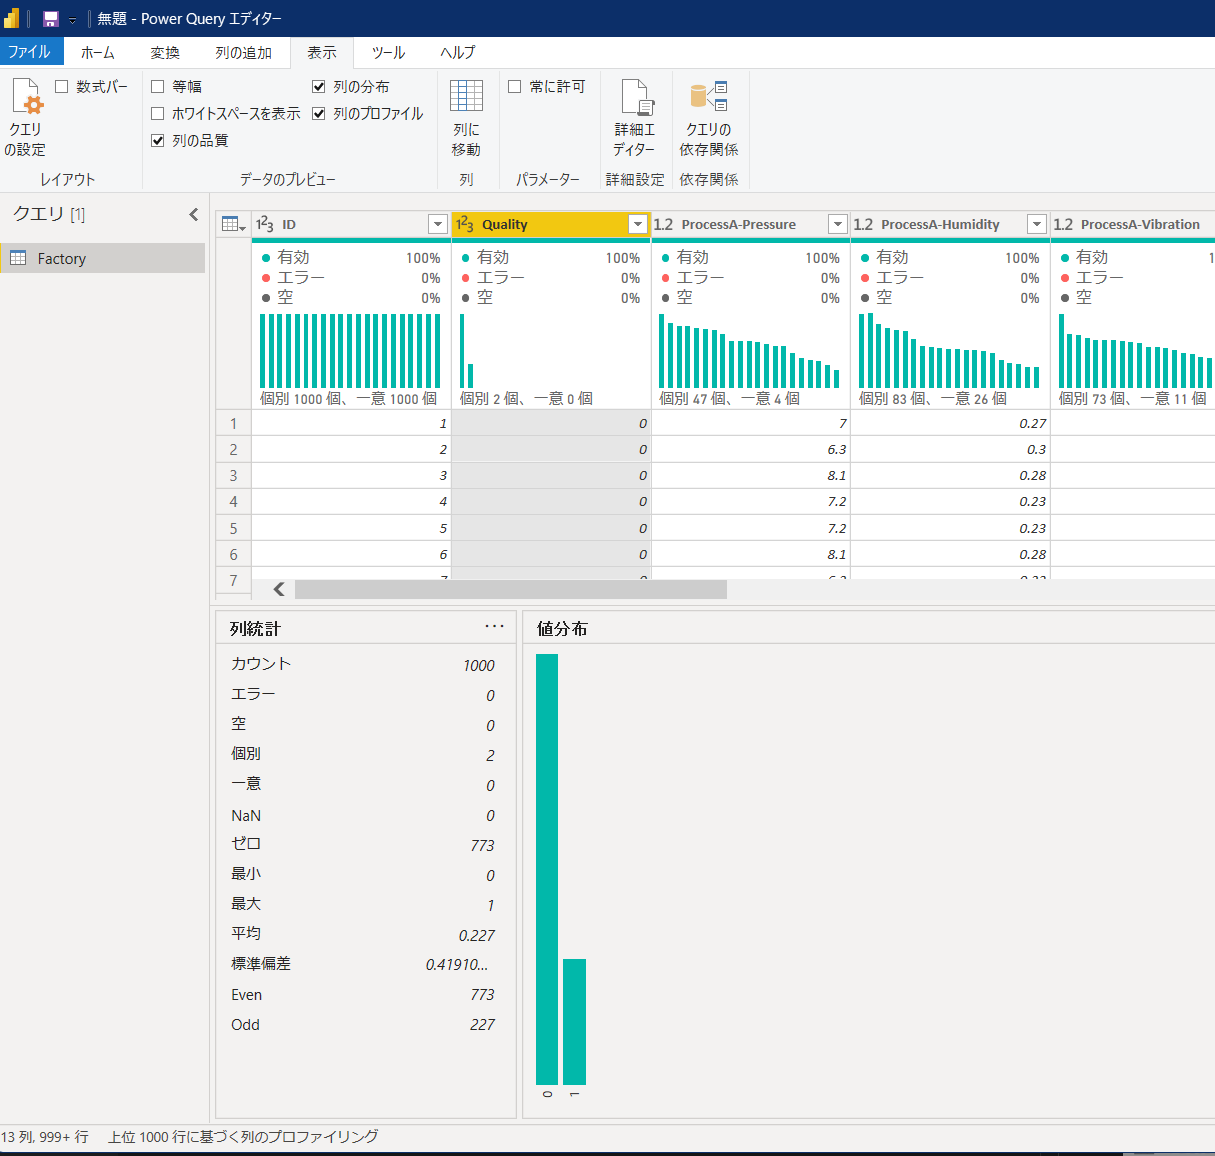 無題 - Power Query エディター
ファイル ホーム 変換 列の追加 表示 ツール ヘルプ
クエリ
の設定
数式バー
レイアウト
等幅
ホワイトスペースを表示
列の品質
列の分布
列のプロファイル
データのプレビュー
列に
移動
列
常に許可
パラメーター
詳細エ
ディター
詳細設定
クエリの
依存関係
依存関係
クエリ [1]
Factory
1²3 ID 1²3 Quality 1.2 ProcessA-Pressure 1.2 ProcessA-Humidity 1.2 ProcessA-Vibration
有効 100% 有効 100% 有効 100% 有効 100% 有効 1
エラー 0% エラー 0% エラー 0% エラー 0% エラー
空 0% 空 0% 空 0% 空 0% 空
個別 1000 個、一意 1000 個 個別 2 個、一意 0 個 個別 47 個、一意 4 個 個別 83 個、一意 26 個 個別 73 個、一意 11 個
1 1 0 7 0.27
2 2 0 6.3 0.3
3 3 0 8.1 0.28
4 4 0 7.2 0.23
5 5 0 7.2 0.23
6 6 0 8.1 0.28
7
列統計 ...
カウント 1000
エラー 0
空 0
個別 2
一意 0
NaN 0
ゼロ 773
最小 0
最大 1
平均 0.227
標準偏差 0.41910...
Even 773
Odd 227
値分布
0 1
13 列, 999+ 行 上位 1000 行に基づく列のプロファイリング